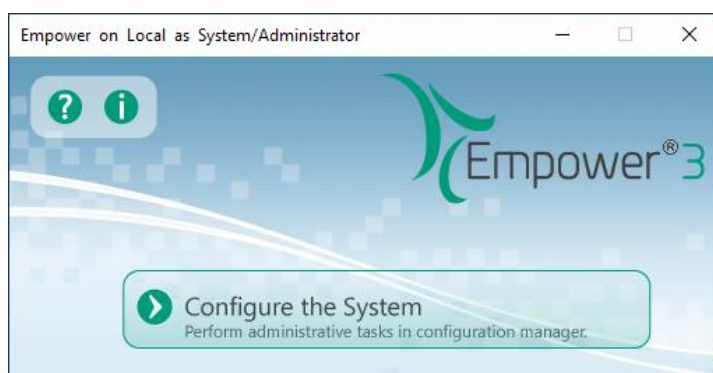 Empower on Local as System/Administrator
? i
Empower®3
Configure the System
Perform administrative tasks in configuration manager.